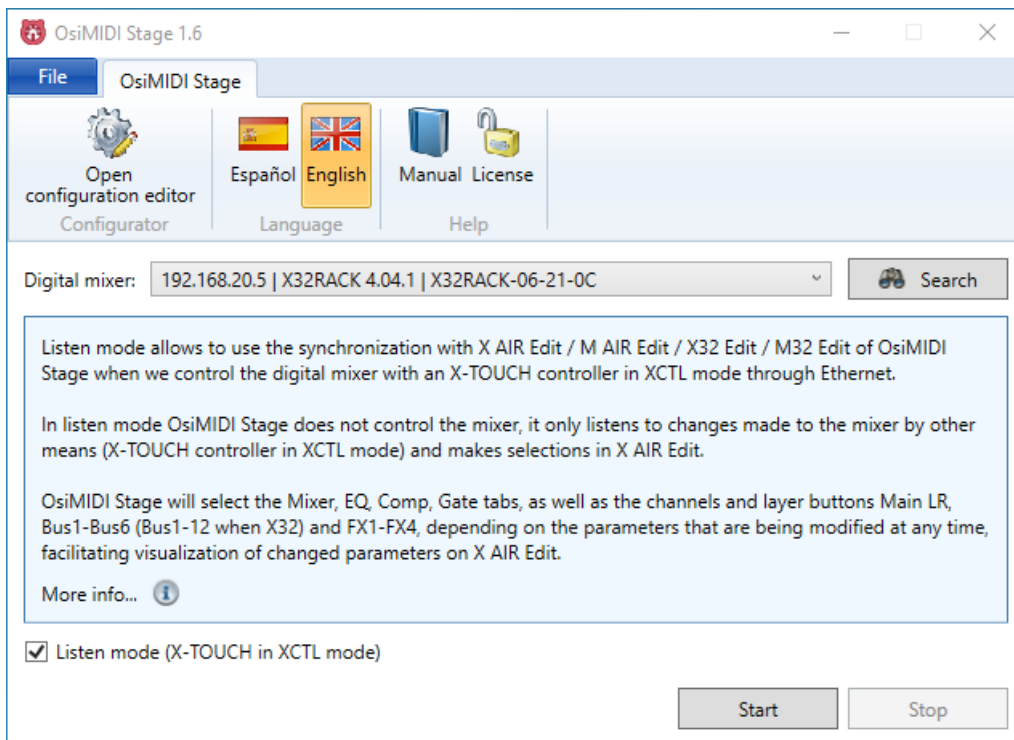 OsiMIDI Stage 1.6
File
OsiMIDI Stage
Open
configuration editor
Configurator
Español
English
Language
Manual
License
Help
Digital mixer:
192.168.20.5 | X32RACK 4.04.1 | X32RACK-06-21-0C
Search
Listen mode allows to use the synchronization with X AIR Edit / M AIR Edit / X32 Edit / M32 Edit of OsiMIDI
Stage when we control the digital mixer with an X-TOUCH controller in XCTL mode through Ethernet.
In listen mode OsiMIDI Stage does not control the mixer, it only listens to changes made to the mixer by other
means (X-TOUCH controller in XCTL mode) and makes selections in X AIR Edit.
OsiMIDI Stage will select the Mixer, EQ, Comp, Gate tabs, as well as the channels and layer buttons Main LR,
Bus1-Bus6 (Bus1-12 when X32) and FX1-FX4, depending on the parameters that are being modified at any time,
facilitating visualization of changed parameters on X AIR Edit.
More info...
Listen mode (X-TOUCH in XCTL mode)
Start
Stop